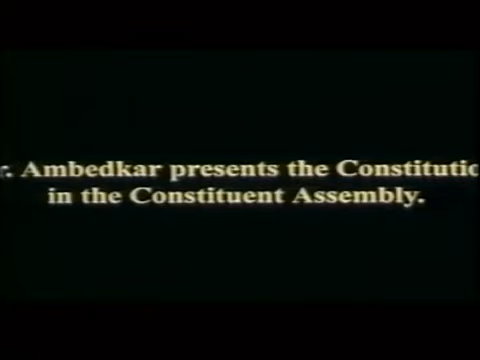 r. Ambedkar presents the Constitutio
in the Constituent Assembly.